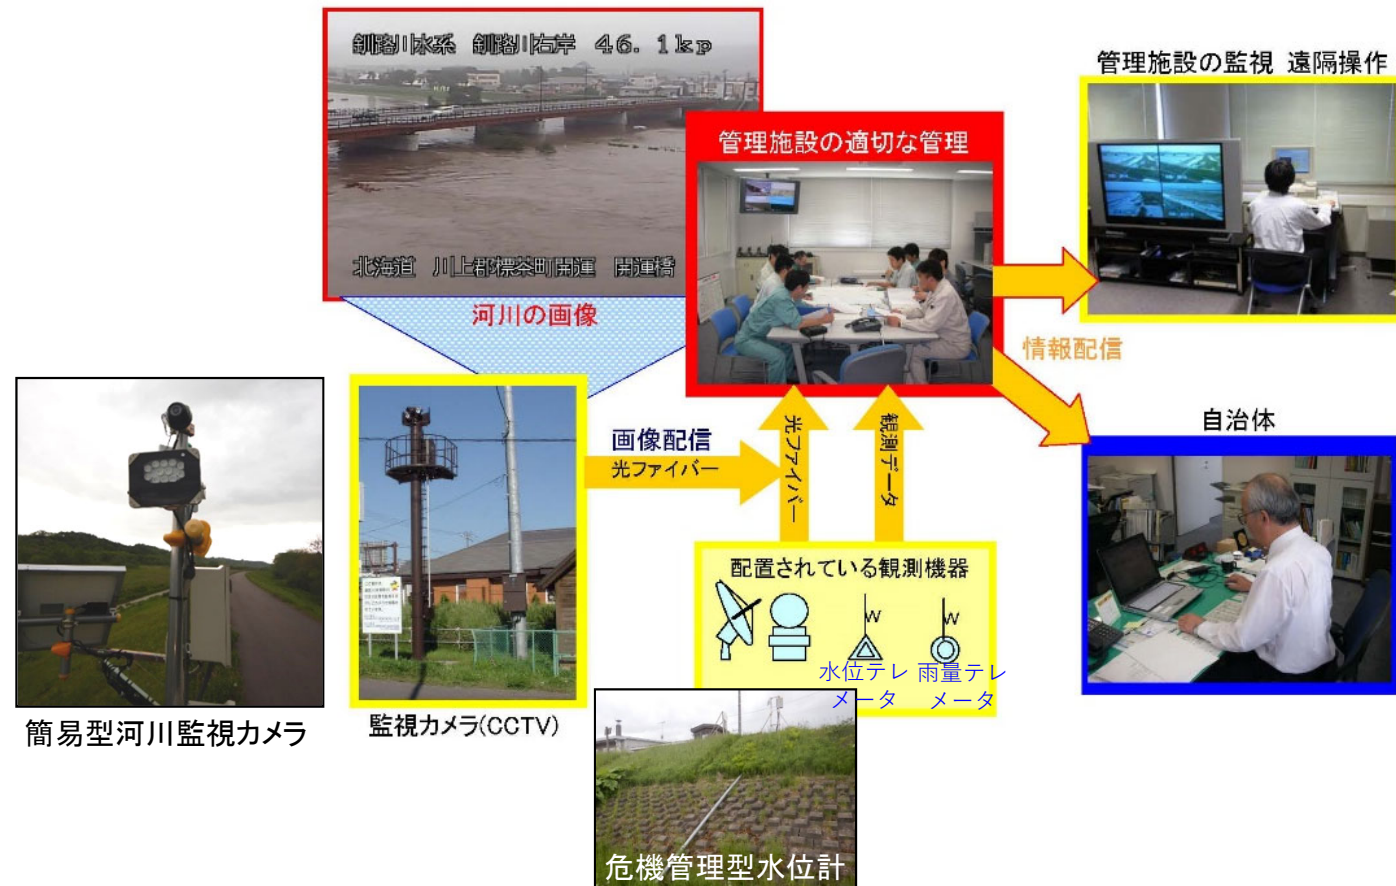 釧路川水系 釧路川右岸 46.1kp
北海道 川上郡標茶町開運 開運橋
河川の画像
管理施設の適切な管理
管理施設の監視 遠隔操作
情報配信
自治体
画像配信
光ファイバー
光ファイバー
観測データ
配置されている観測機器
W
W
水位テレ
メータ
雨量テレ
メータ
簡易型河川監視カメラ
監視カメラ(CCTV)
危機管理型水位計